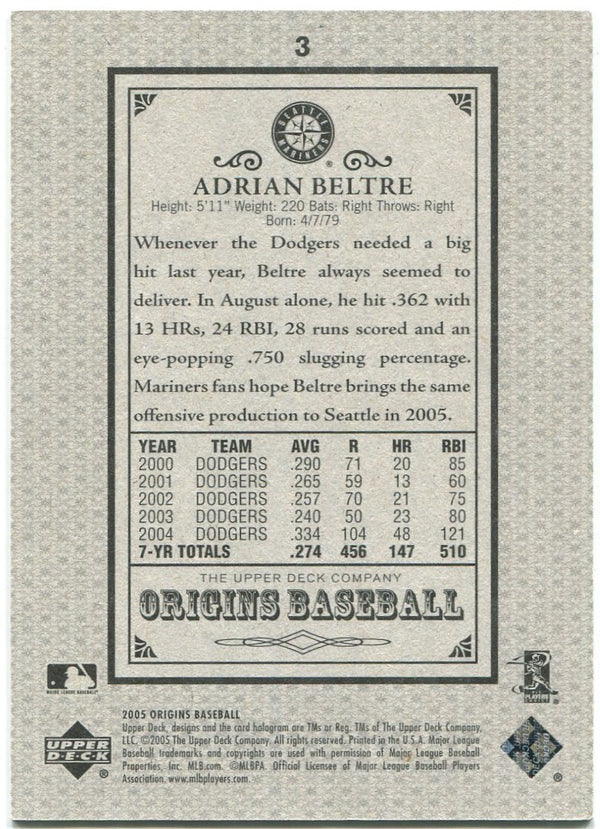 3
SEATTLE MARINERS
®
ADRIAN BELTRE
Height: 5'11" Weight: 220 Bats: Right Throws: Right
Born: 4/7/79
Whenever the Dodgers needed a big
hit last year, Beltre always seemed to
deliver. In August alone, he hit .362 with
13 HRs, 24 RBI, 28 runs scored and an
eye-popping .750 slugging percentage.
Mariners fans hope Beltre brings the same
offensive production to Seattle in 2005.
YEAR TEAM AVG R HR RBI
2000 DODGERS .290 71 20 85
2001 DODGERS .265 59 13 60
2002 DODGERS .257 70 21 75
2003 DODGERS .240 50 23 80
2004 DODGERS .334 104 48 121
7-YR TOTALS .274 456 147 510
THE UPPER DECK COMPANY
ORIGINS BASEBALL
MAJOR LEAGUE BASEBALL
2005 ORIGINS BASEBALL
Upper Deck, designs and the card hologram are TMs or Reg. TMs of The Upper Deck Company,
LLC. ©2005 The Upper Deck Company. All rights reserved. Printed in the U.S.A. Major League
Baseball trademarks and copyrights are used with permission of Major League Baseball
Properties, Inc. MLB.com. ©MLBPA. Official Licensee of Major League Baseball Players
Association. www.mlbplayers.com.
UPPER
DECK
®
®